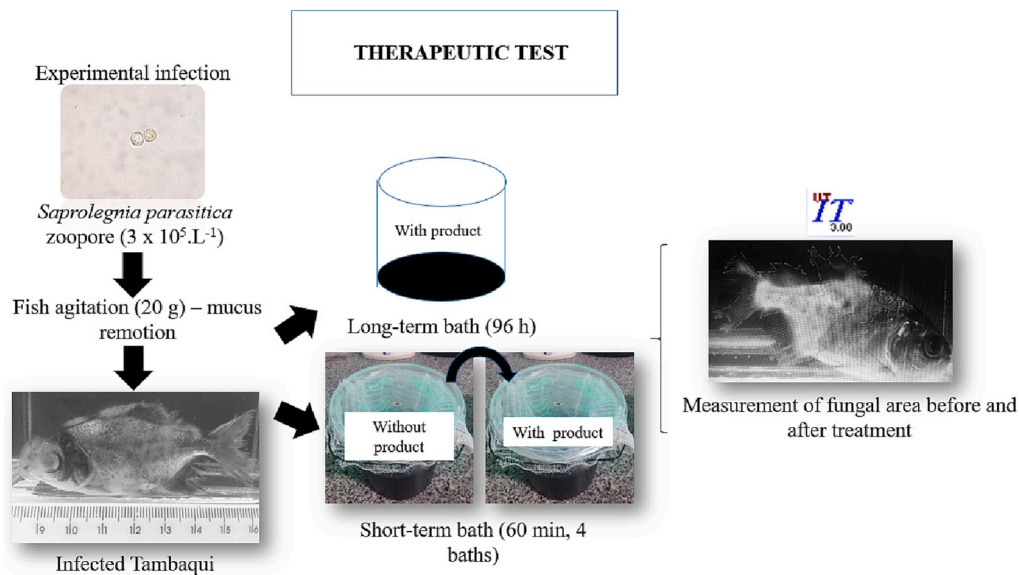 THERAPEUTIC TEST
Experimental infection
Saprolegnia parasitica
zoopore (3 x 10⁵.L⁻¹)
Fish agitation (20 g) – mucus
remotion
9 10 11 12 13 14 15 16
Infected Tambaqui
With product
Long-term bath (96 h)
Without
product
With product
Short-term bath (60 min, 4
baths)
IT
3.00
Measurement of fungal area before and
after treatment